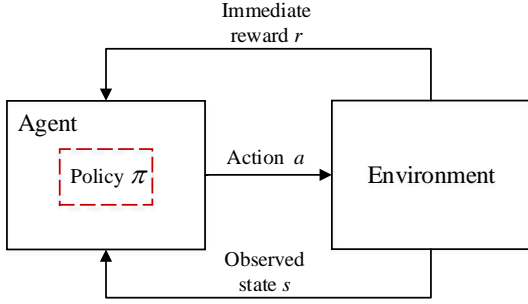 Immediate
reward r
Agent
Policy π
Action a
Environment
Observed
state s